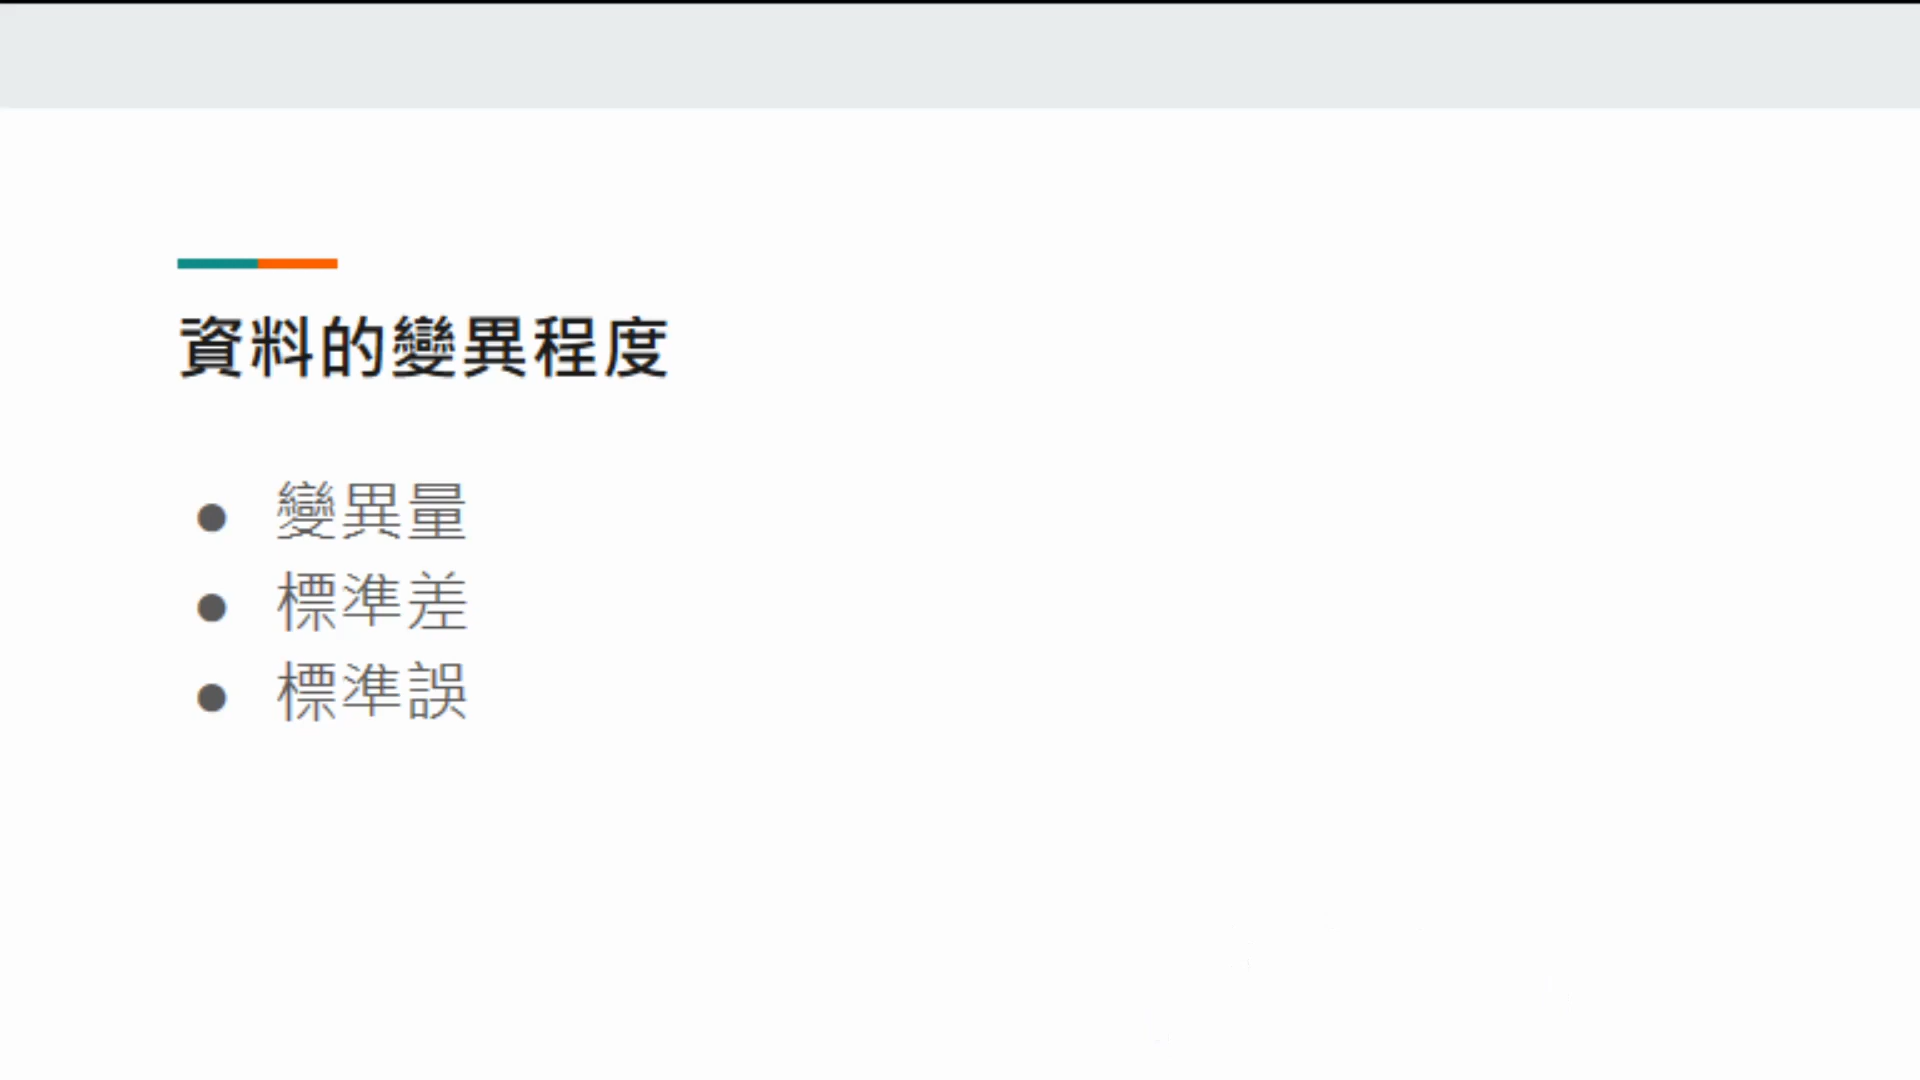 資料的變異程度
● 變異量
● 標準差
● 標準誤